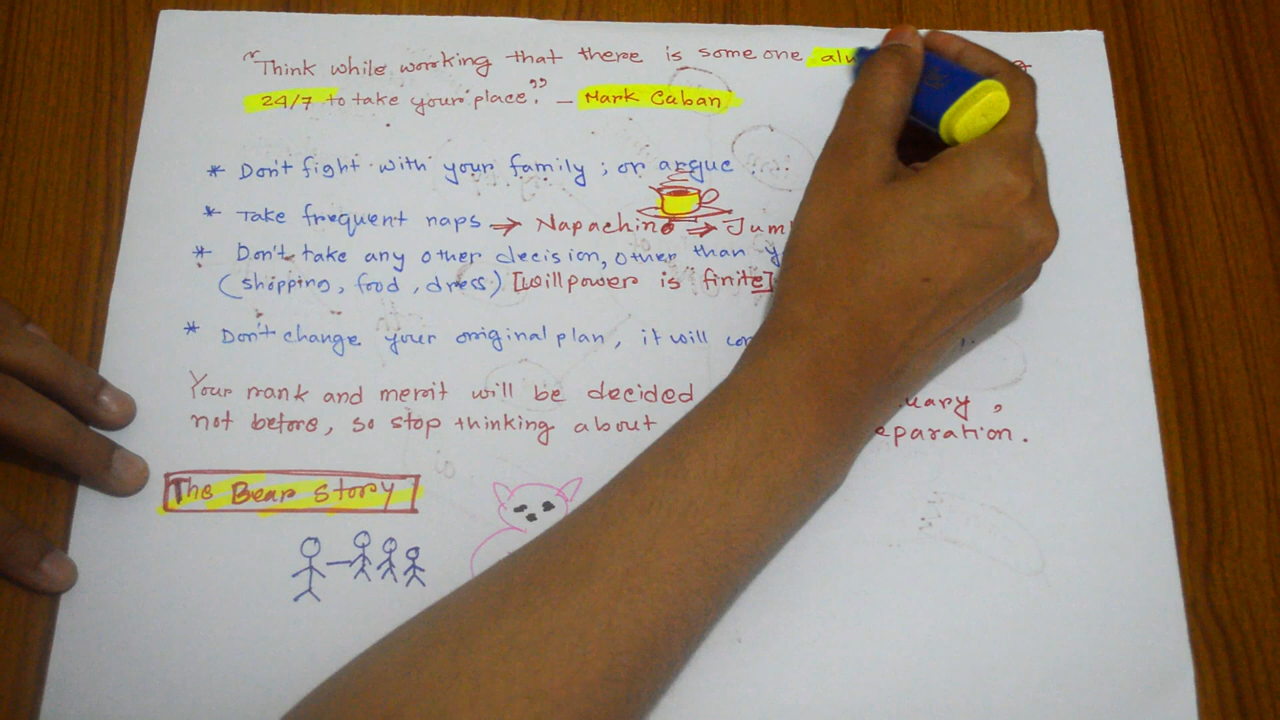 "Think while working that there is some one
24/7 to take your place." - Mark Cuban
* Don't fight with your family ; or argue
* Take frequent naps → Napachino → Jum
* Don't take any other decision, other than y
(shopping, food, dress) [willpower is finite]
* Don't change your original plan, it will con
Your rank and merit will be decided
not before, so stop thinking about
The Bear Story